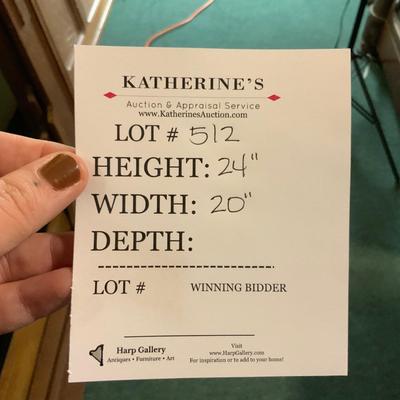 KATHERINE'S
Auction & Appraisal Service
www.KatherinesAuction.com
LOT # 512
HEIGHT: 24"
WIDTH: 20"
DEPTH:
LOT # WINNING BIDDER
Harp Gallery
Antiques • Furniture • Art
Visit
www.HarpGallery.com
For inspiration or to add to your home!